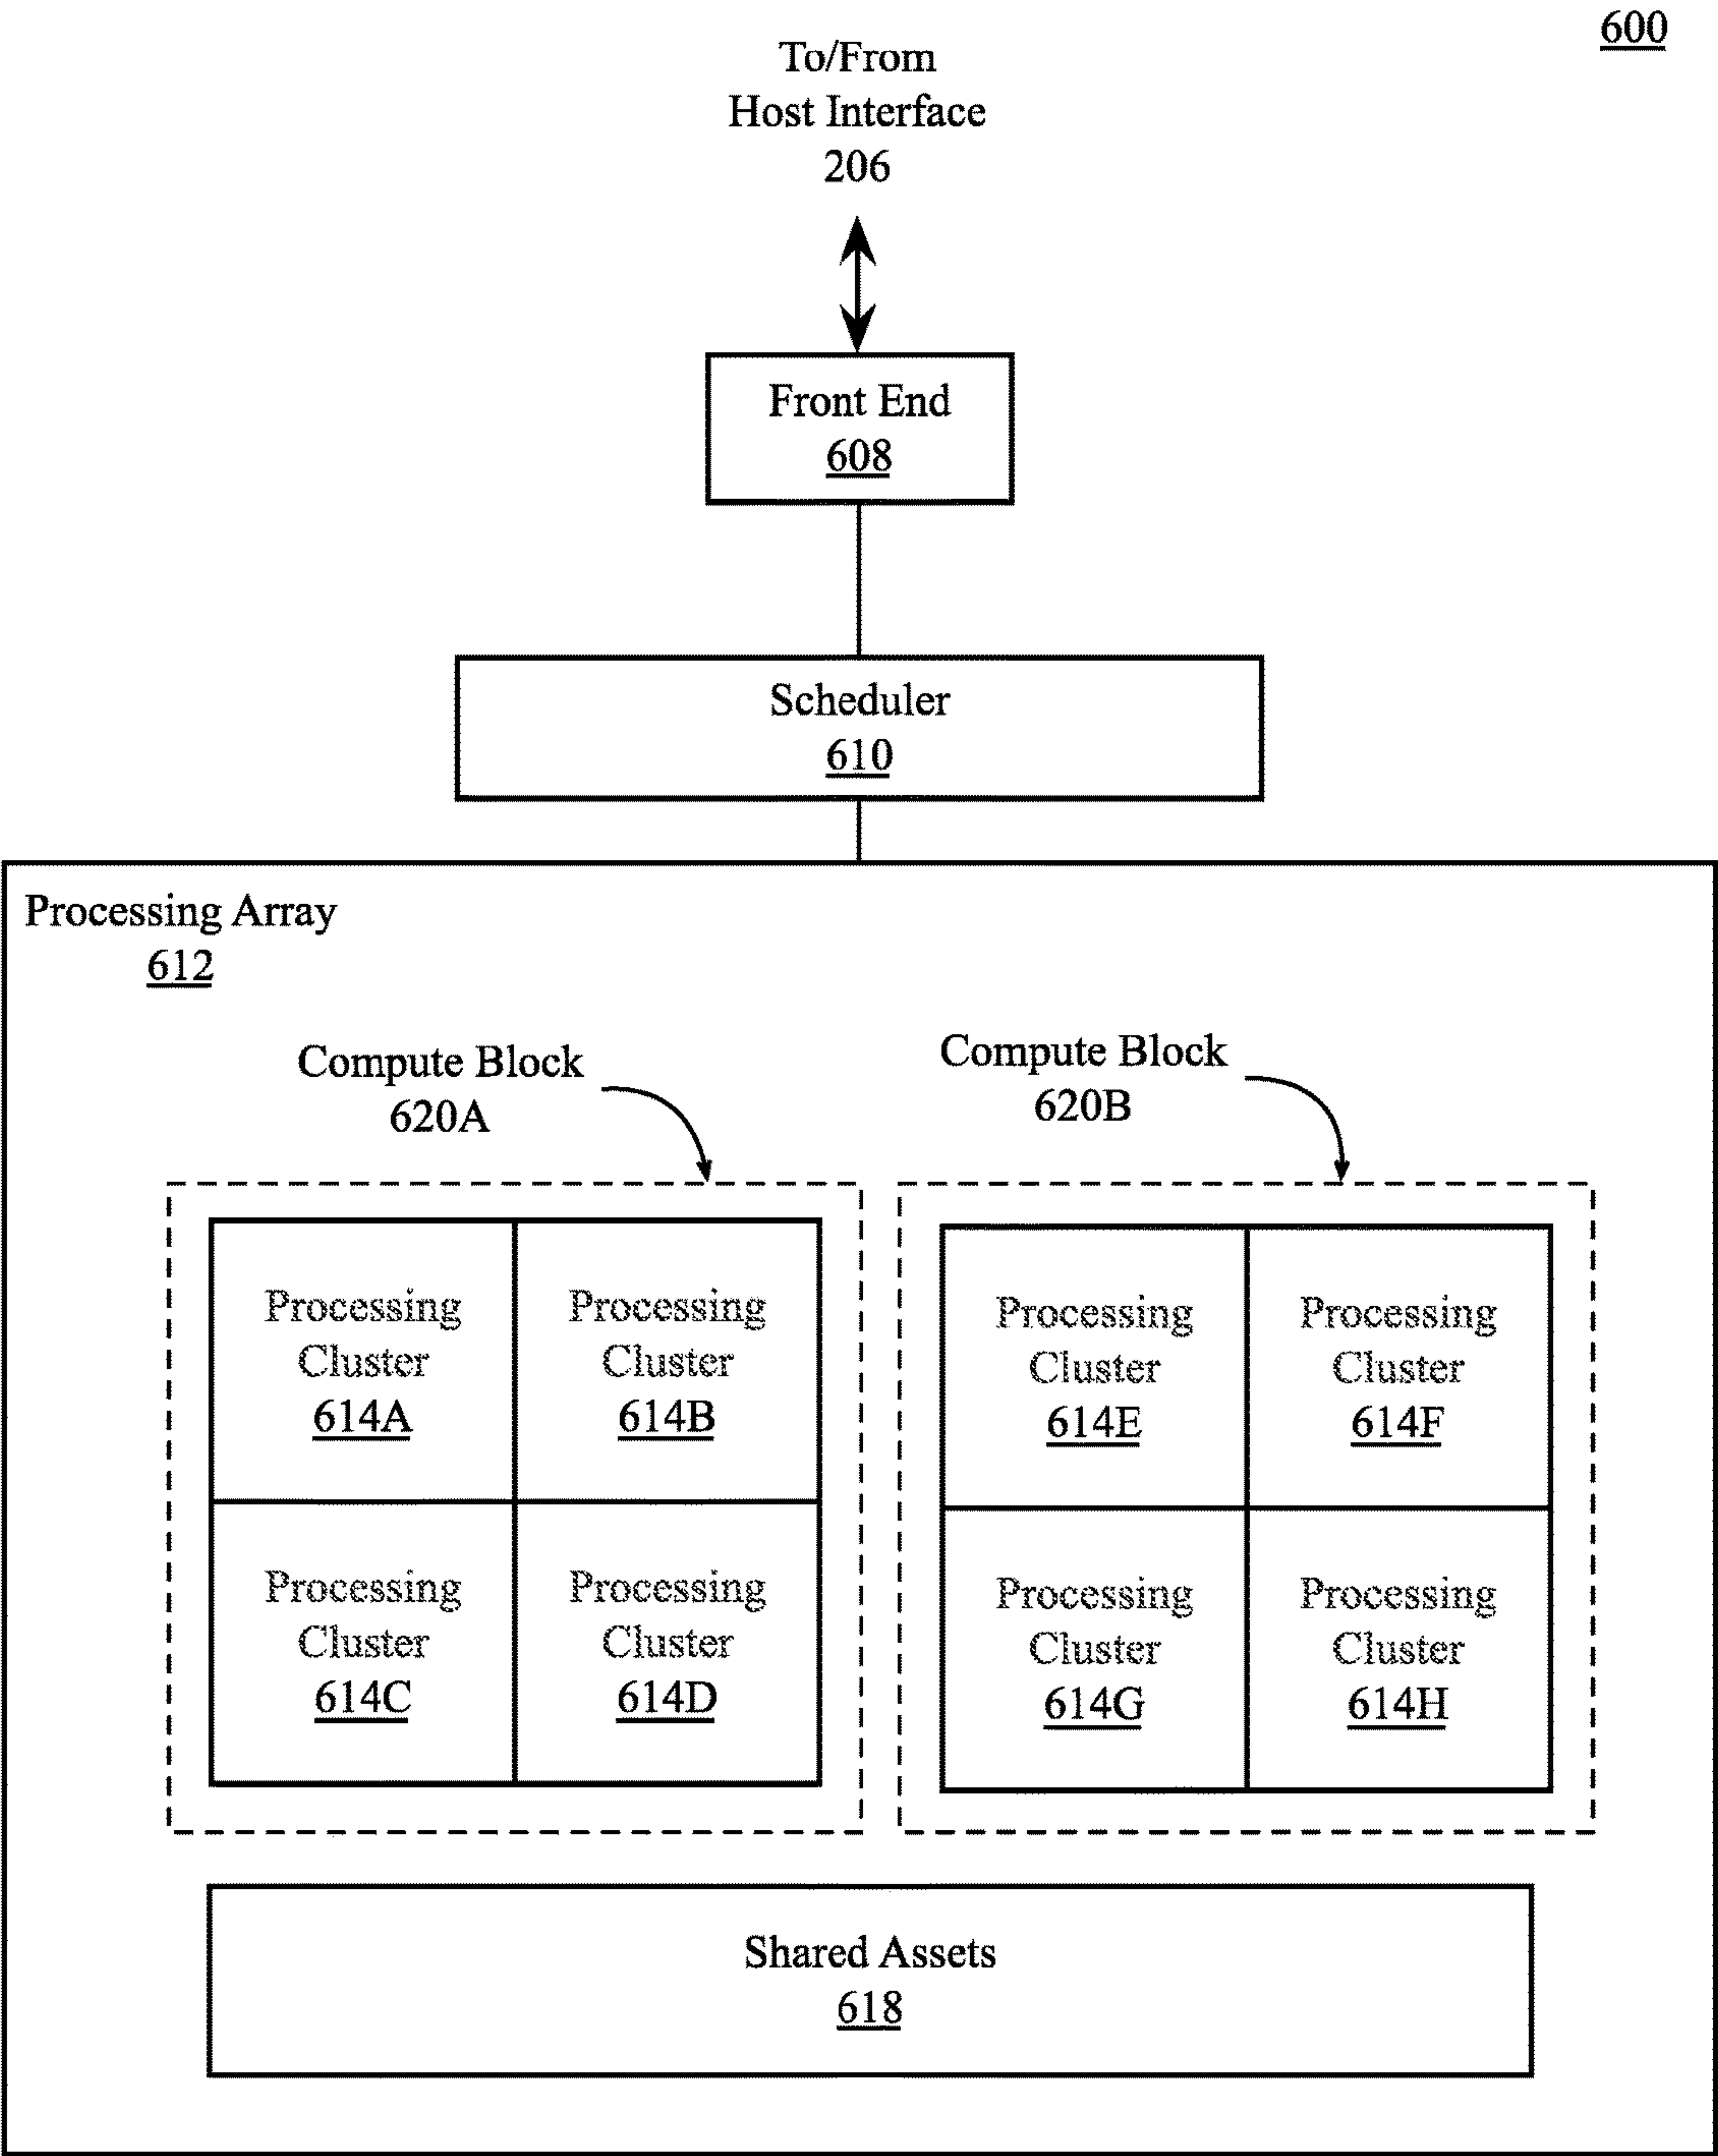 600
To/From
Host Interface
206
Front End
608
Scheduler
610
Processing Array
612
Compute Block
620A
Compute Block
620B
Processing
Cluster
614A
Processing
Cluster
614B
Processing
Cluster
614C
Processing
Cluster
614D
Processing
Cluster
614E
Processing
Cluster
614F
Processing
Cluster
614G
Processing
Cluster
614H
Shared Assets
618